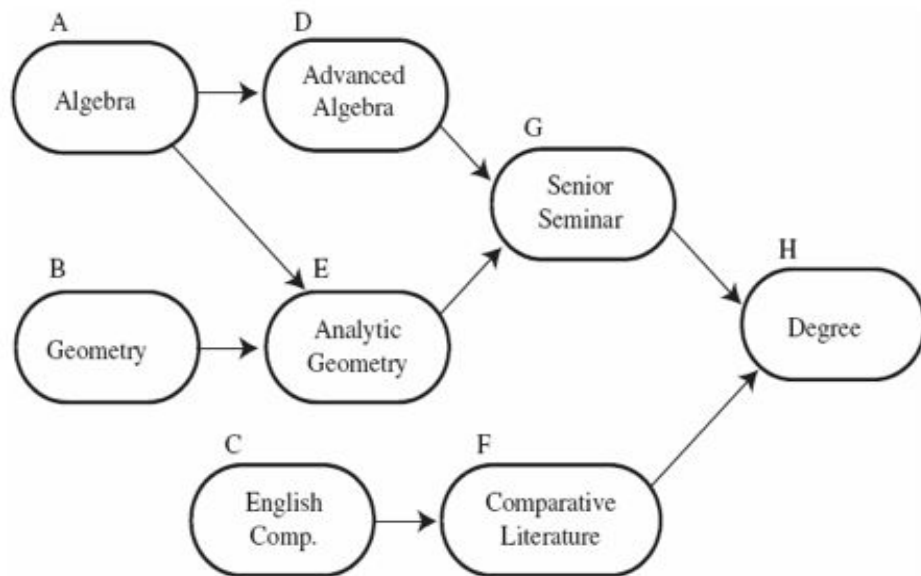 A
Algebra
D
Advanced
Algebra
G
Senior
Seminar
B
Geometry
E
Analytic
Geometry
H
Degree
C
English
Comp.
F
Comparative
Literature